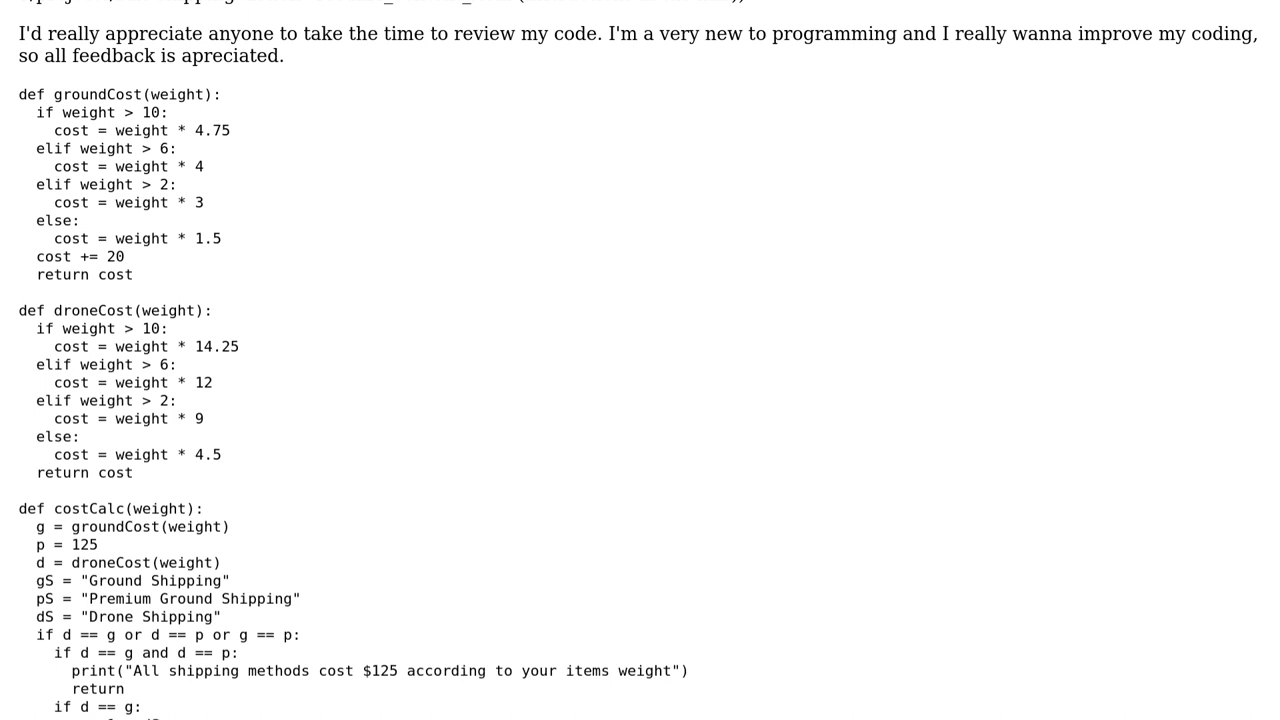 I'd really appreciate anyone to take the time to review my code. I'm a very new to programming and I really wanna improve my coding,
so all feedback is apreciated.
def groundCost(weight):
  if weight > 10:
    cost = weight * 4.75
  elif weight > 6:
    cost = weight * 4
  elif weight > 2:
    cost = weight * 3
  else:
    cost = weight * 1.5
  cost += 20
  return cost
def droneCost(weight):
  if weight > 10:
    cost = weight * 14.25
  elif weight > 6:
    cost = weight * 12
  elif weight > 2:
    cost = weight * 9
  else:
    cost = weight * 4.5
  return cost
def costCalc(weight):
  g = groundCost(weight)
  p = 125
  d = droneCost(weight)
  gS = "Ground Shipping"
  pS = "Premium Ground Shipping"
  dS = "Drone Shipping"
  if d == g or d == p or g == p:
    if d == g and d == p:
      print("All shipping methods cost $125 according to your items weight")
      return
    if d == g: